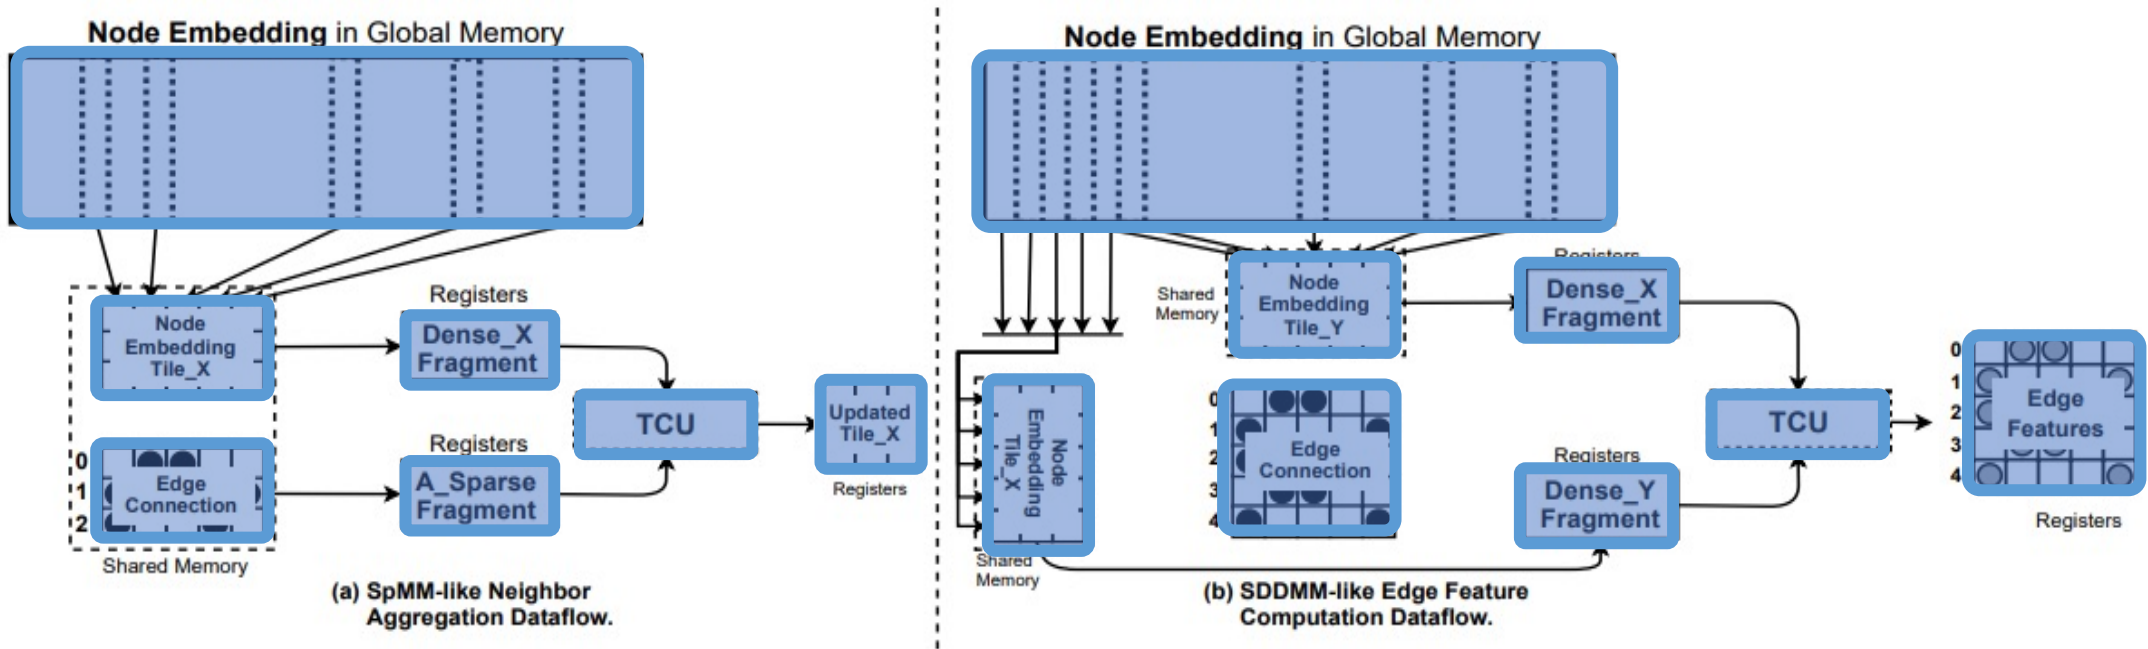 Node Embedding in Global Memory
Node
Embedding
Tile_X
Registers
Dense_X
Fragment
0
1
2
Edge
Connection
Shared Memory
Registers
A_Sparse
Fragment
TCU
Updated
Tile_X
Registers
(a) SpMM-like Neighbor
Aggregation Dataflow.
Node Embedding in Global Memory
Shared
Memory
Node
Embedding
Tile_Y
Registers
Dense_X
Fragment
Node
Embedding
Tile_X
Shared
Memory
0
1
2
3
4
Edge
Connection
Registers
Dense_Y
Fragment
TCU
0
1
2
3
4
Edge
Features
Registers
(b) SDDMM-like Edge Feature
Computation Dataflow.